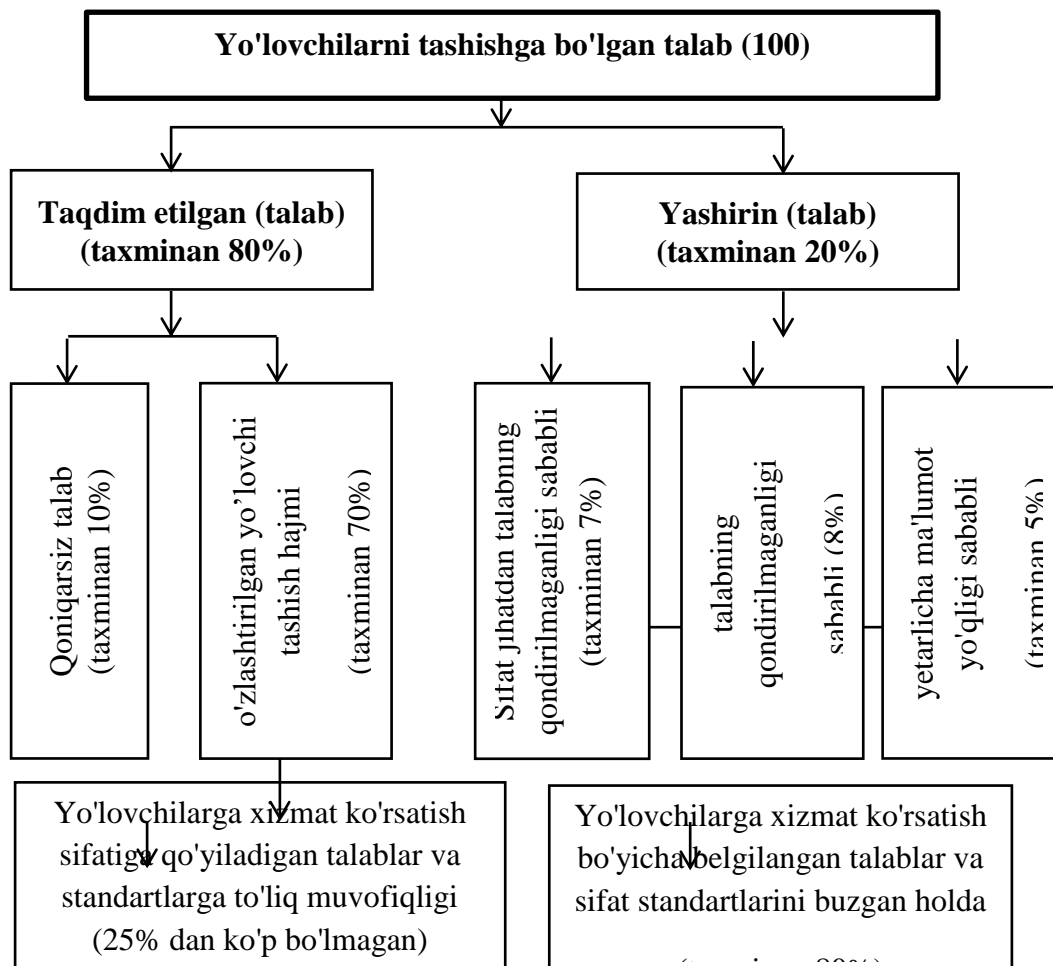 Yo'lovchilarni tashishga bo'lgan talab (100)
Taqdim etilgan (talab)
(taxminan 80%)
Yashirin (talab)
(taxminan 20%)
Qoniqarsiz talab
(taxminan 10%)
o'zlashtirilgan yo’lovchi
tashish hajmi
(taxminan 70%)
Sifat jihatdan talabning
qondirilmaganligi sababli
(taxminan 7%)
talabning
qondirilmaganligi
sababli (8%)
yetarlicha ma'lumot
yo'qligi sababli
(taxminan 5%)
Yo'lovchilarga xizmat ko'rsatish
sifatiga qo'yiladigan talablar va
standartlarga to'liq muvofiqligi
(25% dan ko'p bo'lmagan)
Yo'lovchilarga xizmat ko'rsatish
bo'yicha belgilangan talablar va
sifat standartlarini buzgan holda